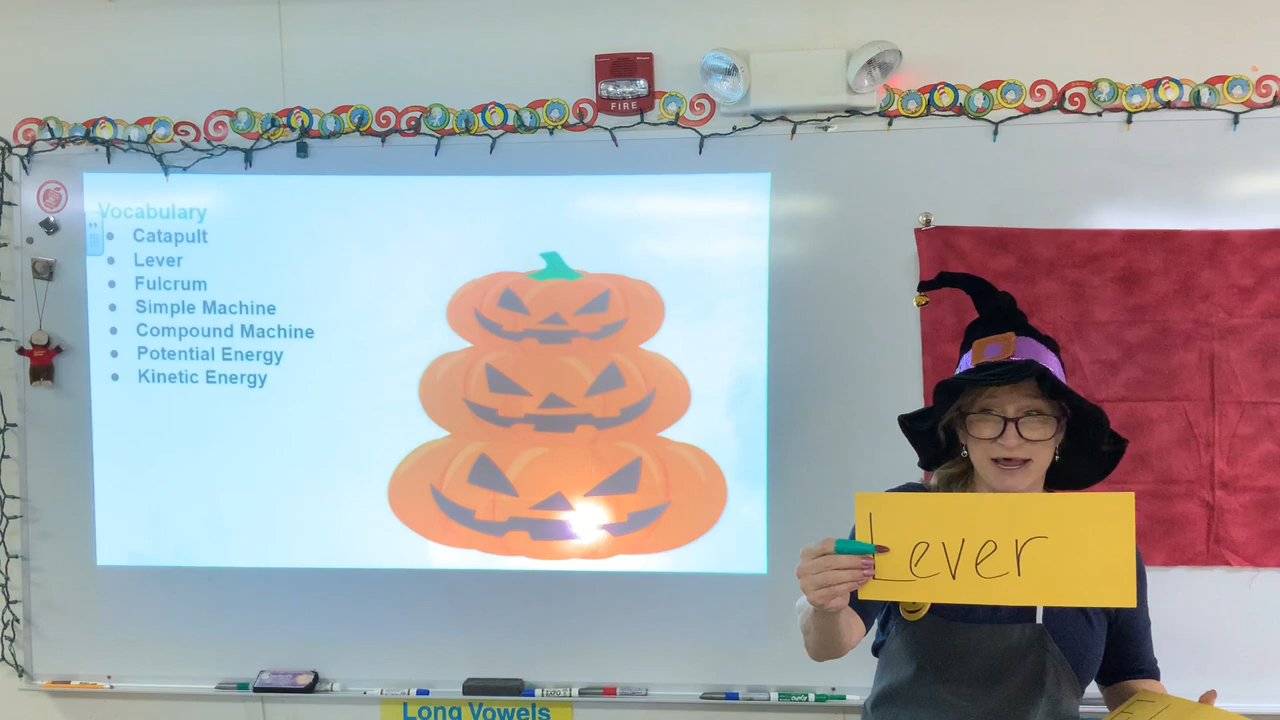 FIRE
Vocabulary
Catapult
Lever
Fulcrum
Simple Machine
Compound Machine
Potential Energy
Kinetic Energy
Lever
EXPO
Long Vowels